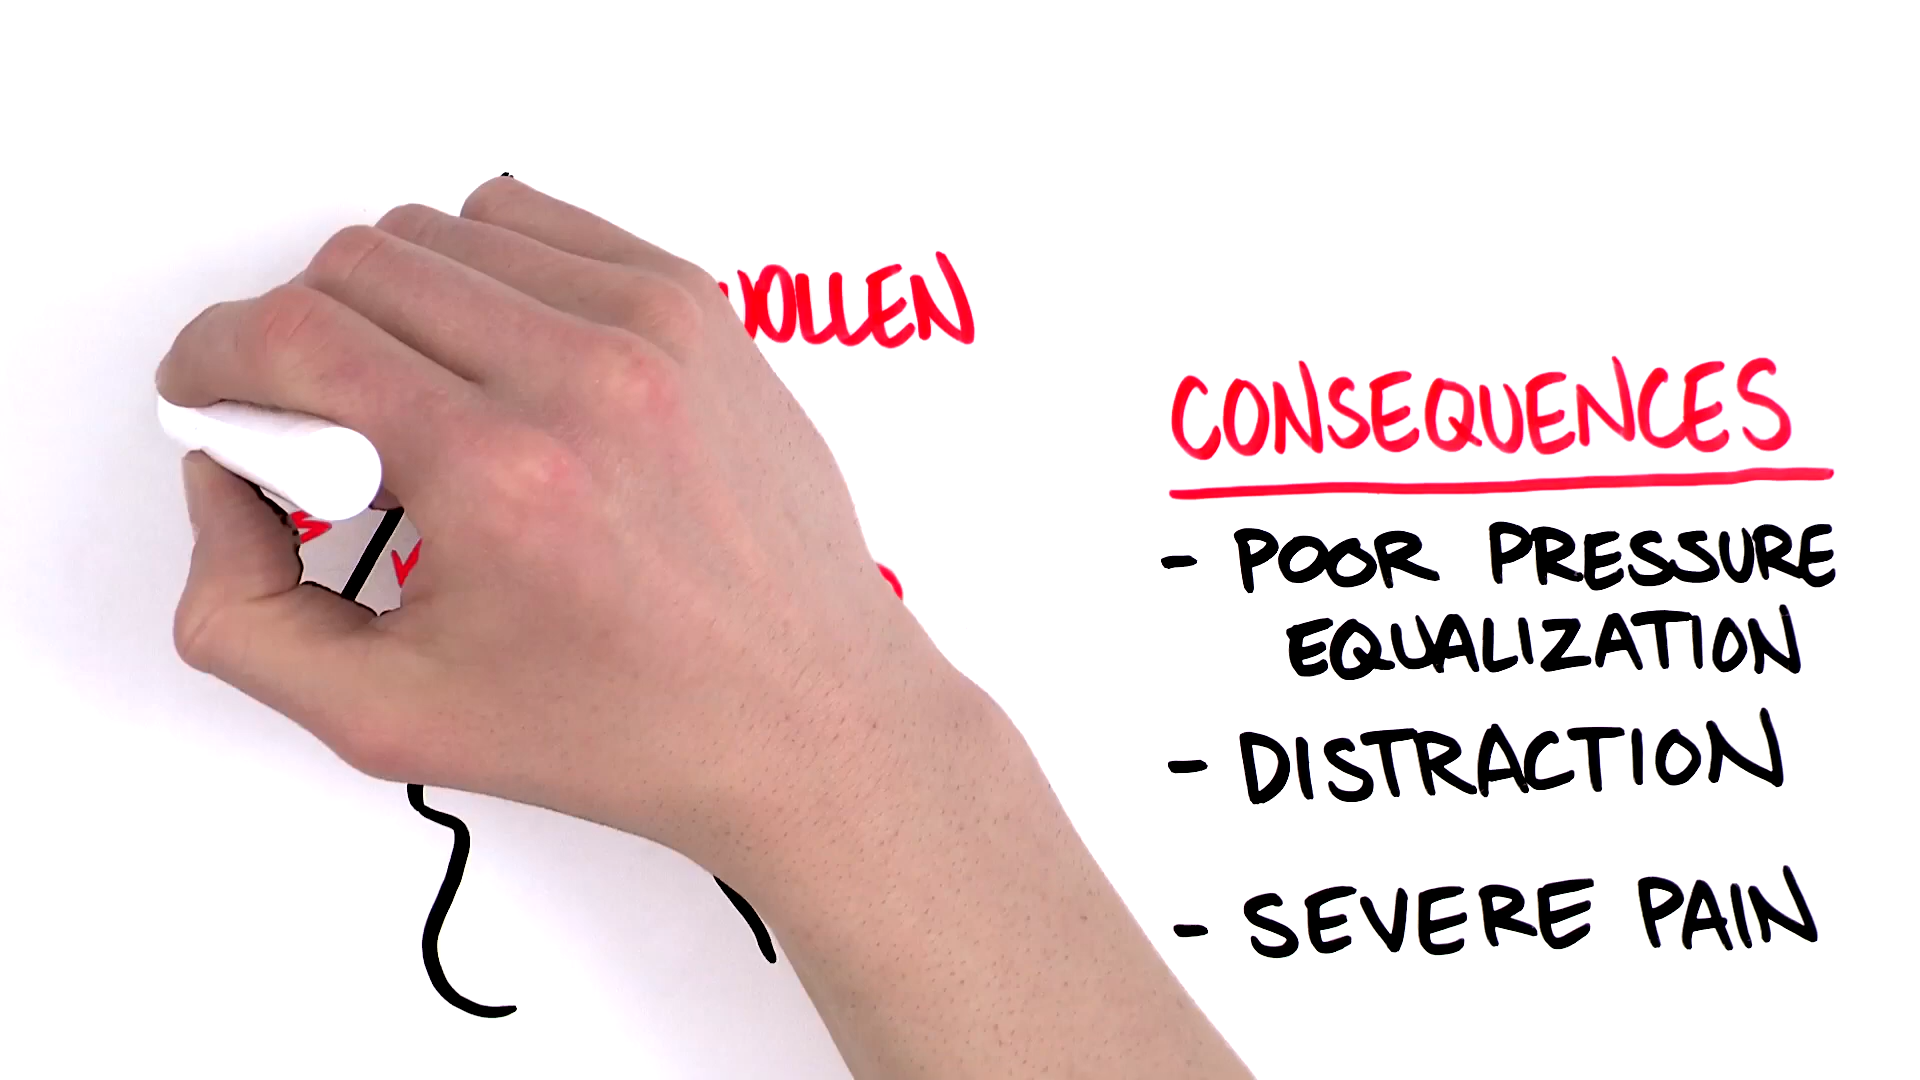 CONSEQUENCES
- POOR PRESSURE
EQUALIZATION
- DISTRACTION
- SEVERE PAIN